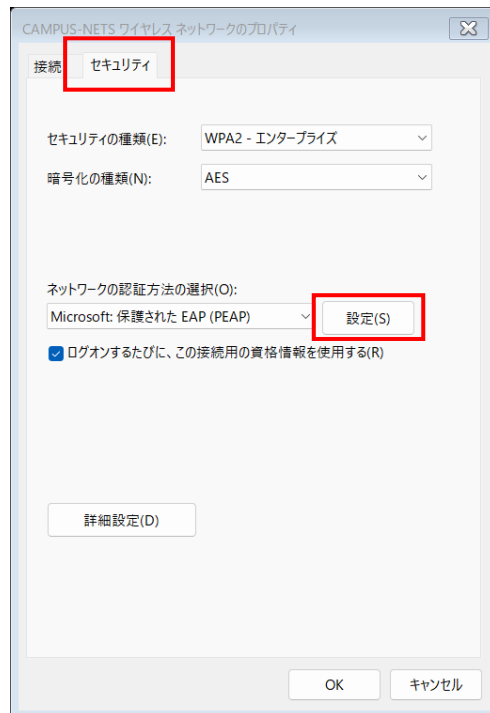 CAMPUS-NETS ワイヤレス ネットワークのプロパティ
接続 セキュリティ
セキュリティの種類(E): WPA2 - エンタープライズ
暗号化の種類(N): AES
ネットワークの認証方法の選択(O):
Microsoft: 保護された EAP (PEAP) 設定(S)
ログオンするたびに、この接続用の資格情報を使用する(R)
詳細設定(D)
OK キャンセル